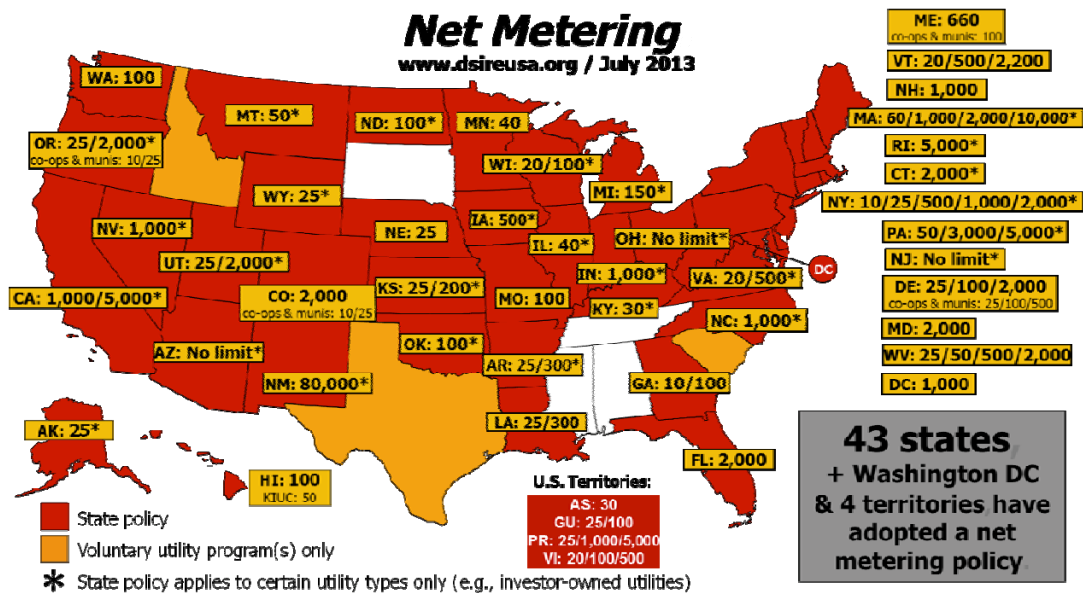 Net Metering
www.dsireusa.org / July 2013
ME: 660
co-ops & munis: 100
VT: 20/500/2,200
NH: 1,000
MA: 60/1,000/2,000/10,000*
RI: 5,000*
CT: 2,000*
NY: 10/25/500/1,000/2,000*
PA: 50/3,000/5,000*
NJ: No limit*
DE: 25/100/2,000
co-ops & munis: 25/100/500
MD: 2,000
WV: 25/50/500/2,000
DC: 1,000
WA: 100
MT: 50*
ND: 100*
MN: 40
OR: 25/2,000*
co-ops & munis: 10/25
WI: 20/100*
MI: 150*
WY: 25*
IA: 500*
NV: 1,000*
NE: 25
IL: 40*
OH: No limit*
UT: 25/2,000*
IN: 1,000*
VA: 20/500*
DC
CA: 1,000/5,000*
CO: 2,000
co-ops & munis: 10/25
KS: 25/200*
MO: 100
KY: 30*
NC: 1,000*
AZ: No limit*
OK: 100*
AR: 25/300*
NM: 80,000*
GA: 10/100
LA: 25/300
AK: 25*
FL: 2,000
HI: 100
KIUC: 50
U.S. Territories:
AS: 30
GU: 25/100
PR: 25/1,000/5,000
VI: 20/100/500
43 states,
+ Washington DC
& 4 territories,have
adopted a net
metering policy.
State policy
Voluntary utility program(s) only
* State policy applies to certain utility types only (e.g., investor-owned utilities)